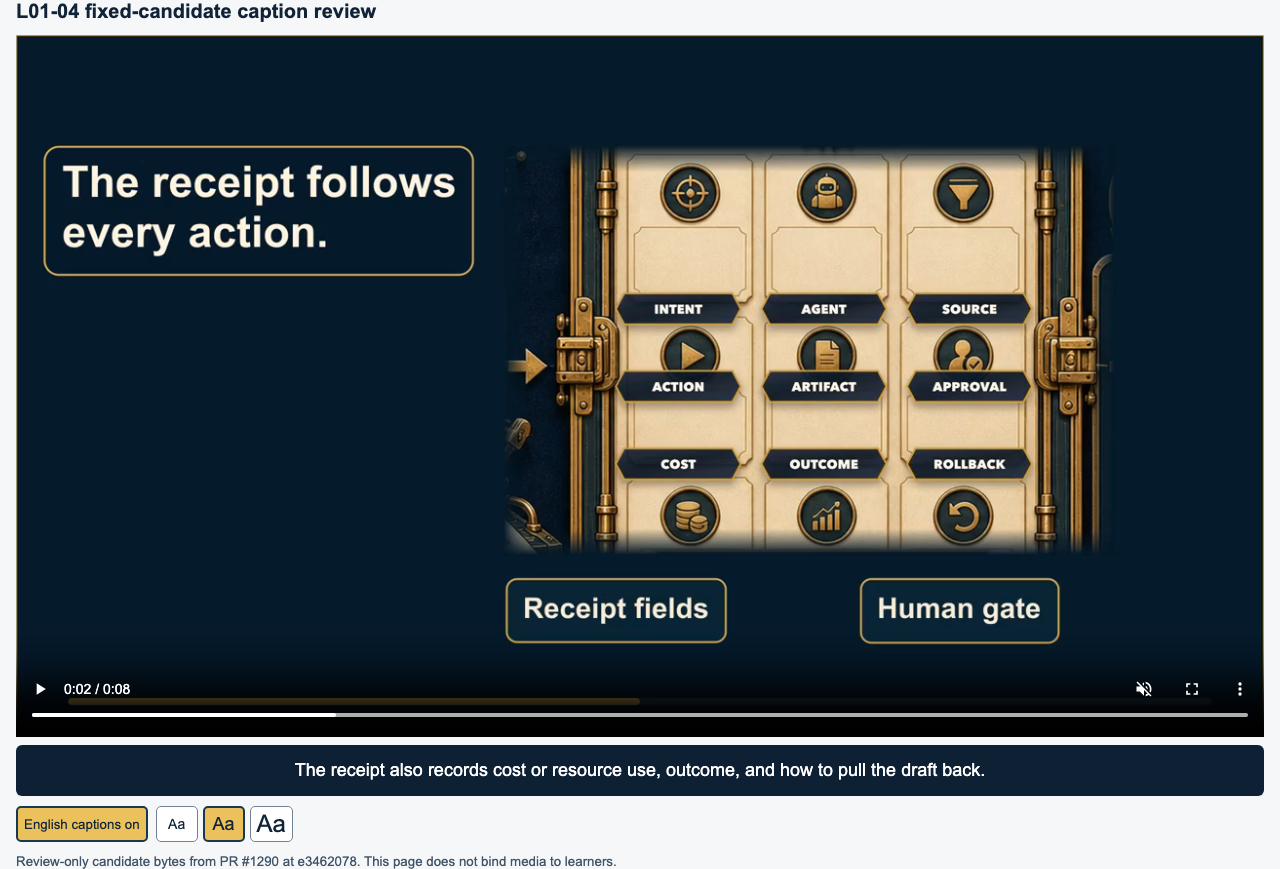 L01-04 fixed-candidate caption review
The receipt follows
every action.
INTENT
AGENT
SOURCE
ACTION
ARTIFACT
APPROVAL
COST
OUTCOME
ROLLBACK
Receipt fields
Human gate
0:02 / 0:08
The receipt also records cost or resource use, outcome, and how to pull the draft back.
English captions on
Aa
Aa
Aa
Review-only candidate bytes from PR #1290 at e3462078. This page does not bind media to learners.